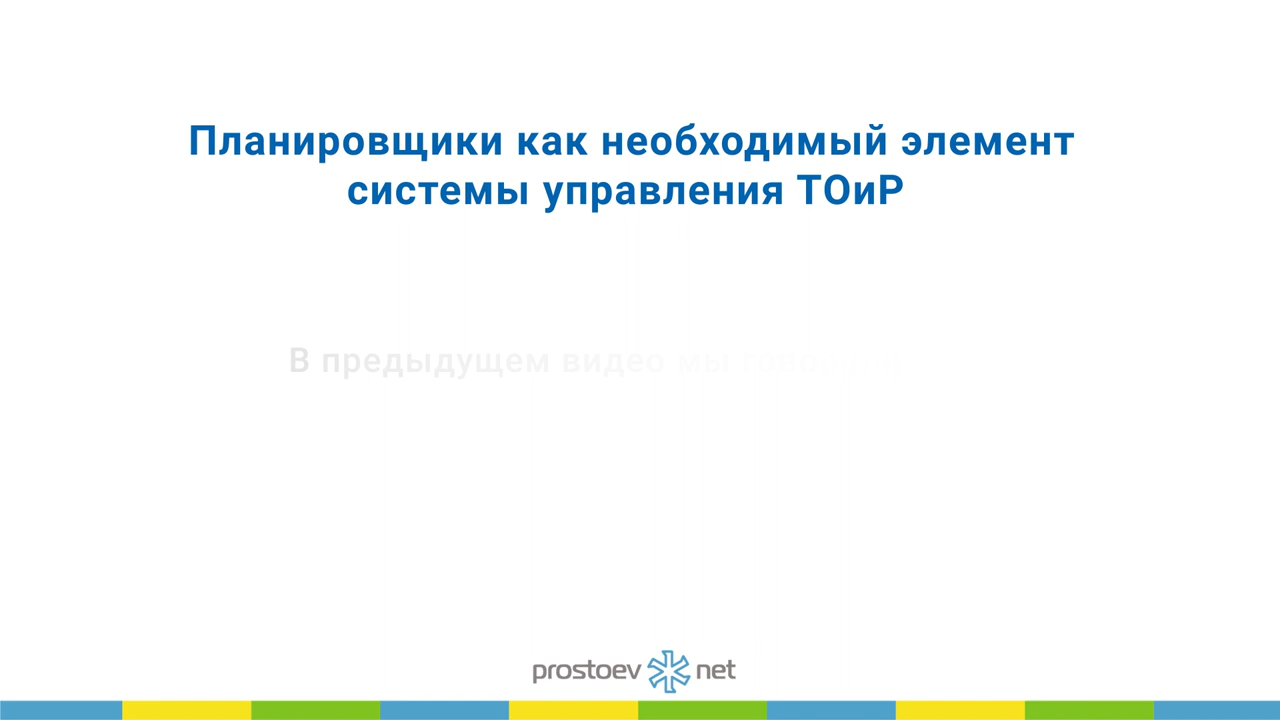 Планировщики как необходимый элемент
системы управления ТОиР
В предыдущем видео мы
prostoev net